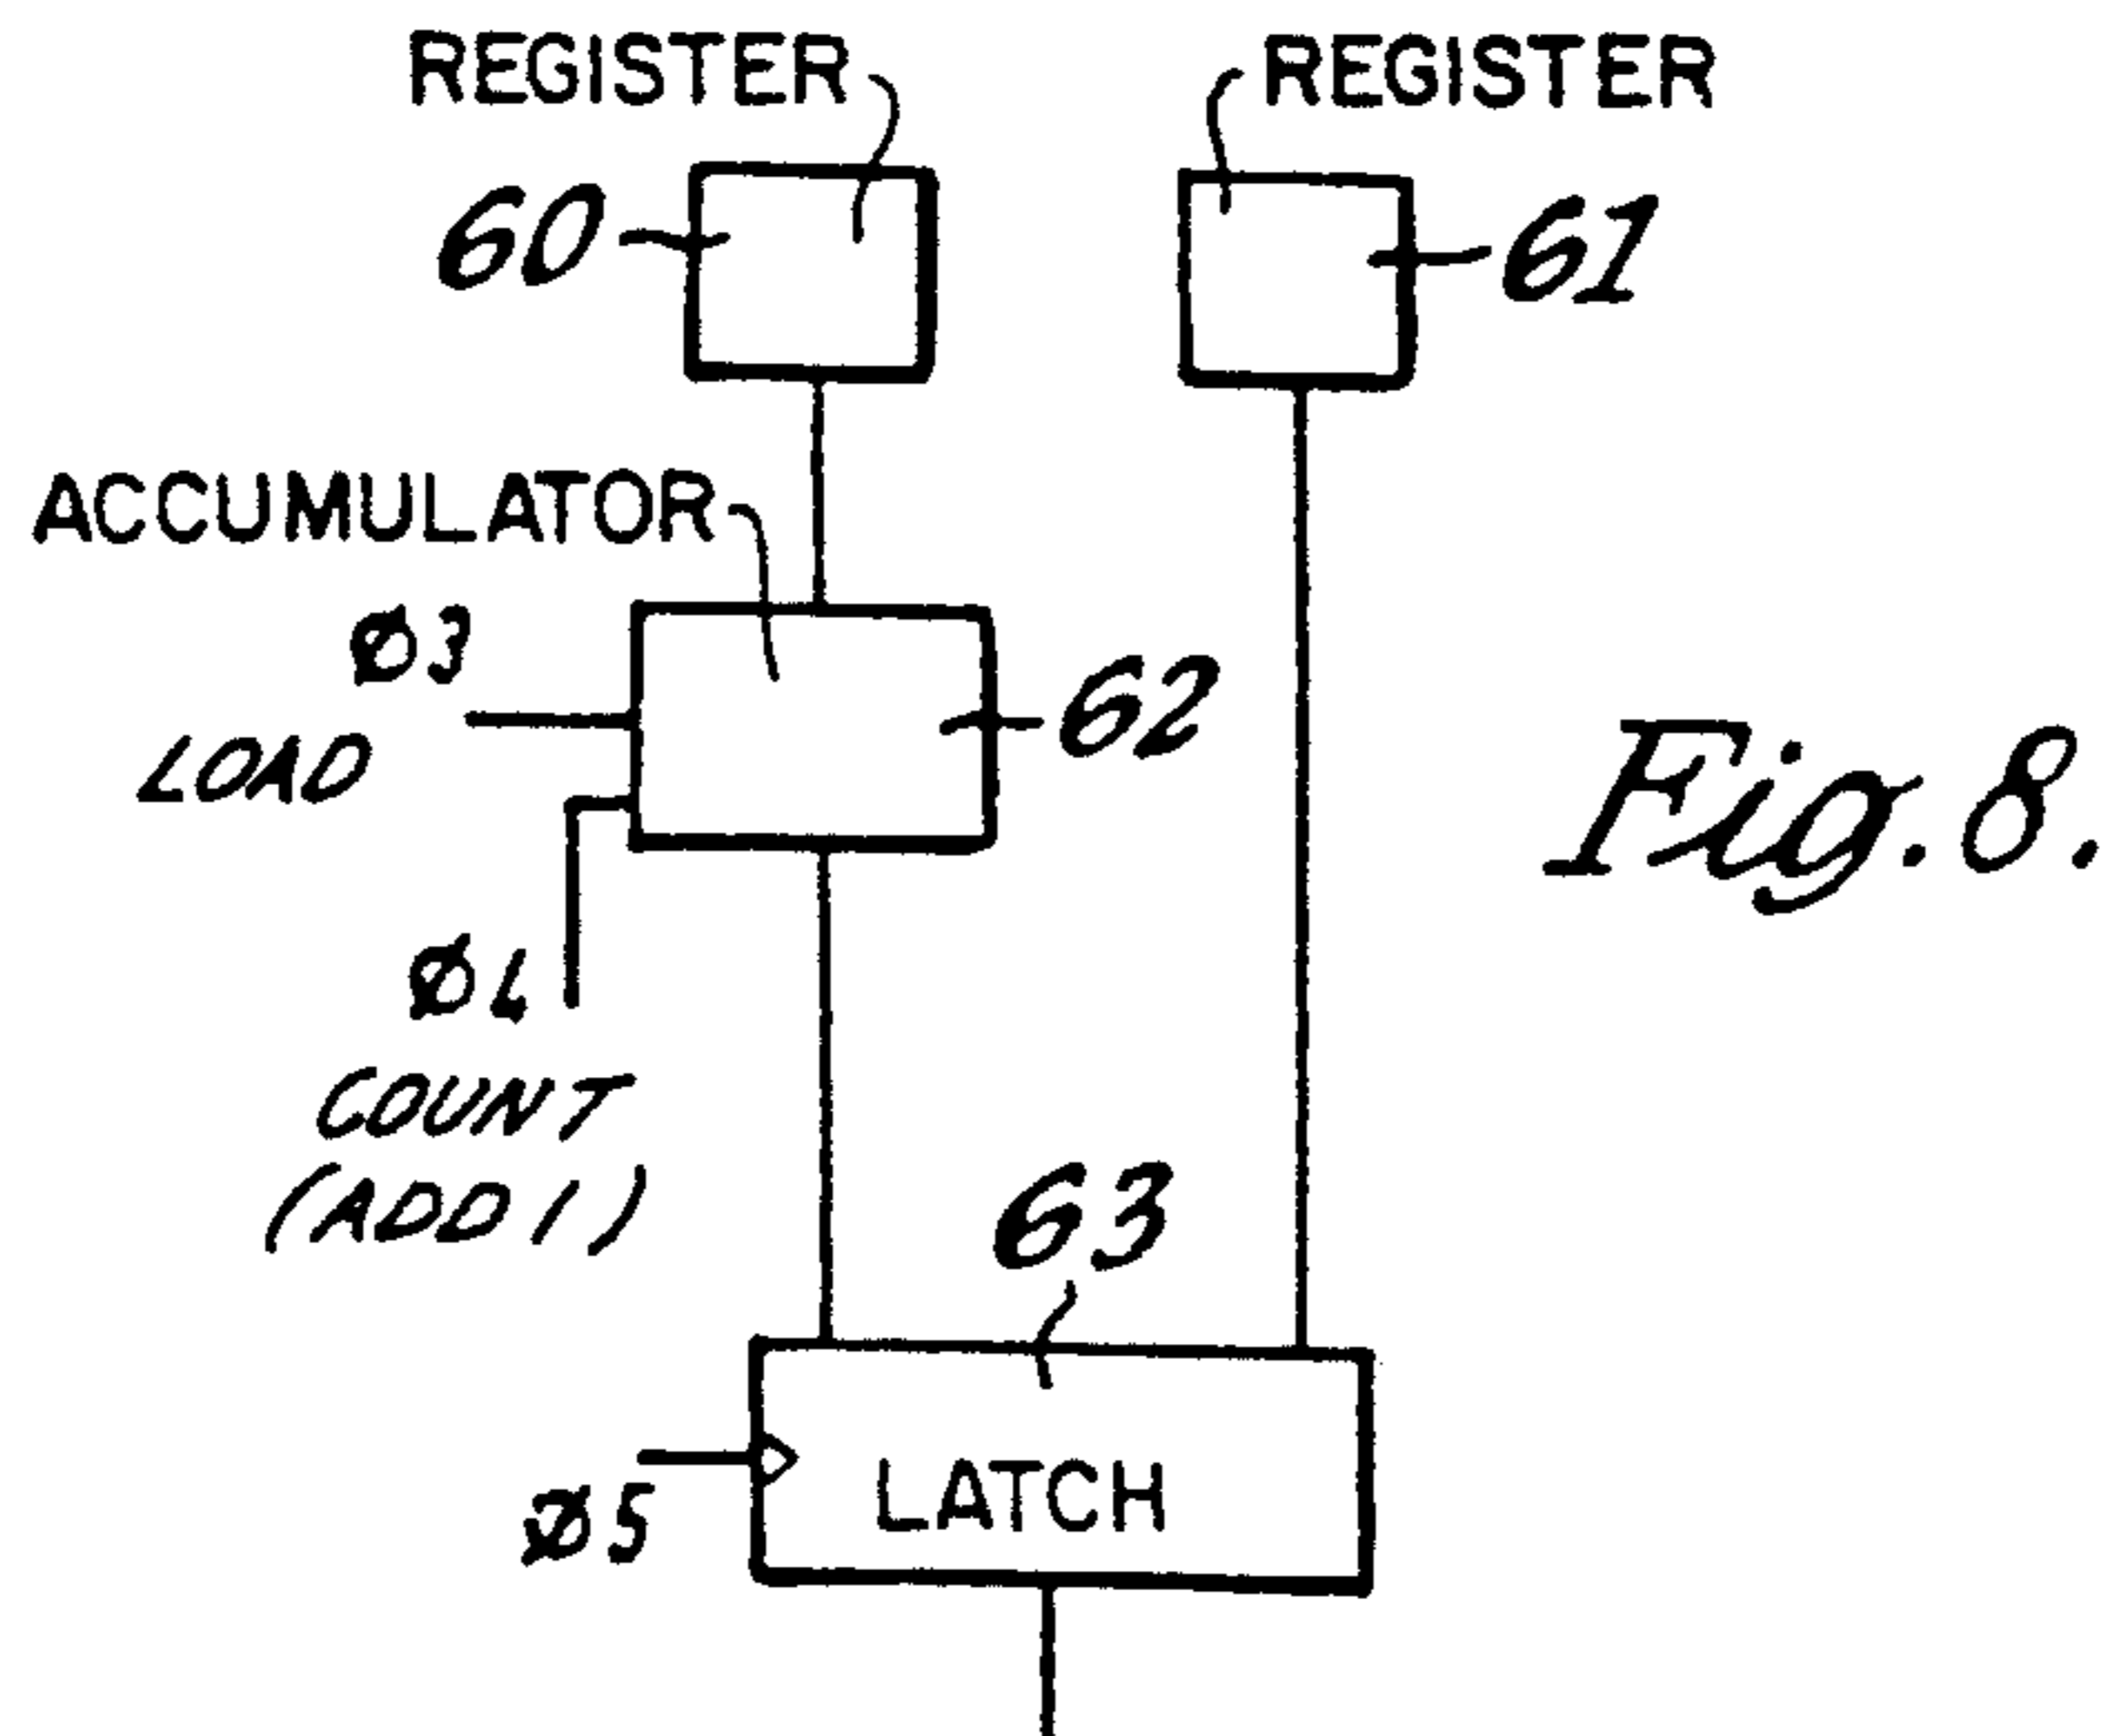 REGISTER
REGISTER
60
61
ACCUMULATOR
Ø3
62
LOAD
Fig. 8.
Ø4
COUNT
(ADD 1)
63
LATCH
Ø5